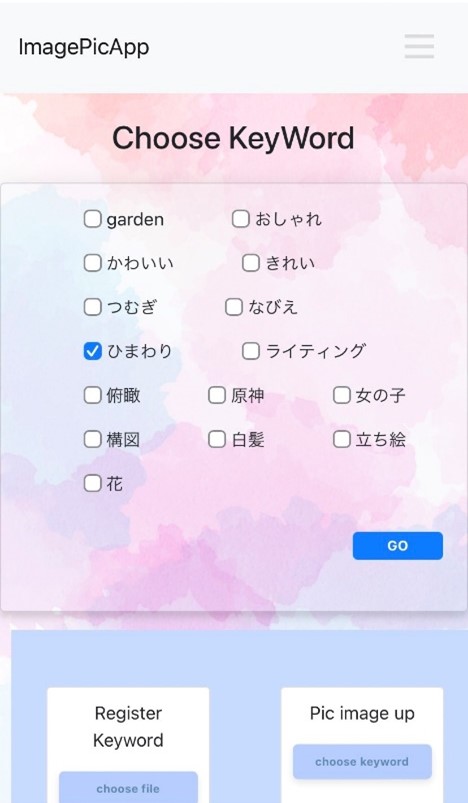 ImagePicApp
Choose KeyWord
garden おしゃれ
かわいい きれい
つむぎ なびえ
ひまわり ライティング
俯瞰 原神 女の子
構図 白髪 立ち絵
花
GO
Register
Keyword
choose file
Pic image up
choose keyword